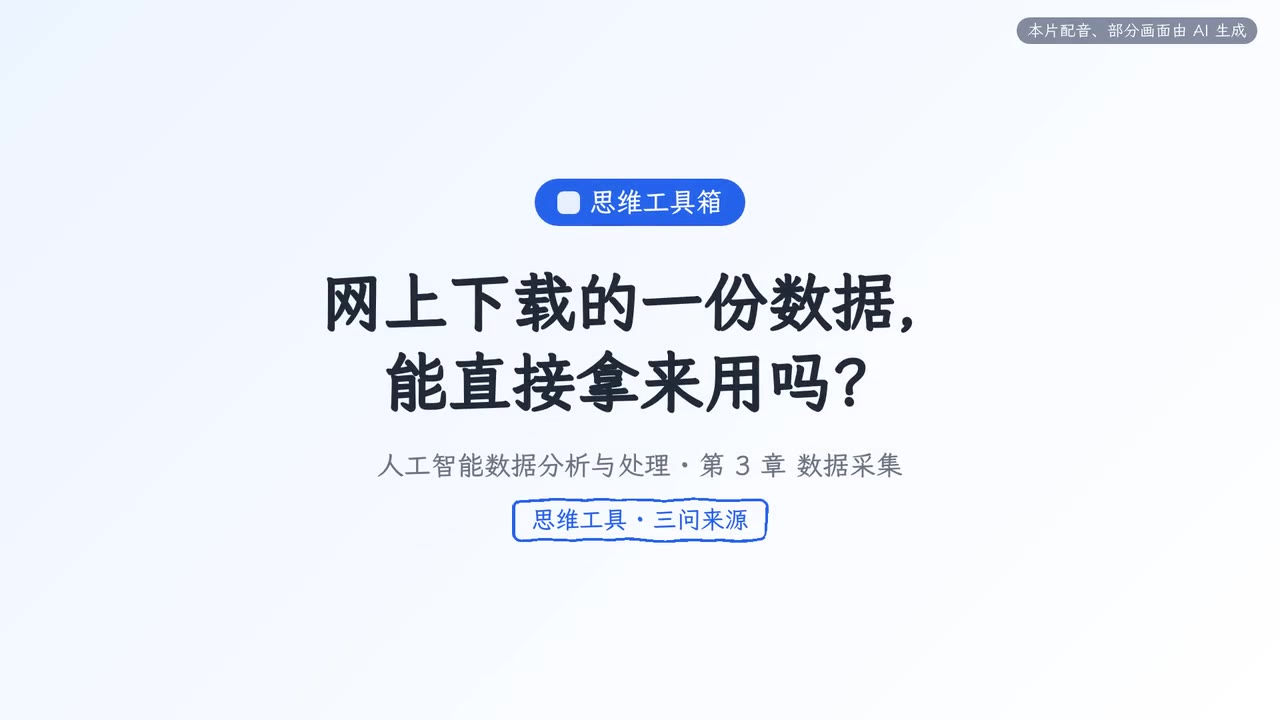 本片配音、部分画面由 AI 生成
思维工具箱
网上下载的一份数据，
能直接拿来用吗？
人工智能数据分析与处理·第 3 章 数据采集
思维工具·三问来源